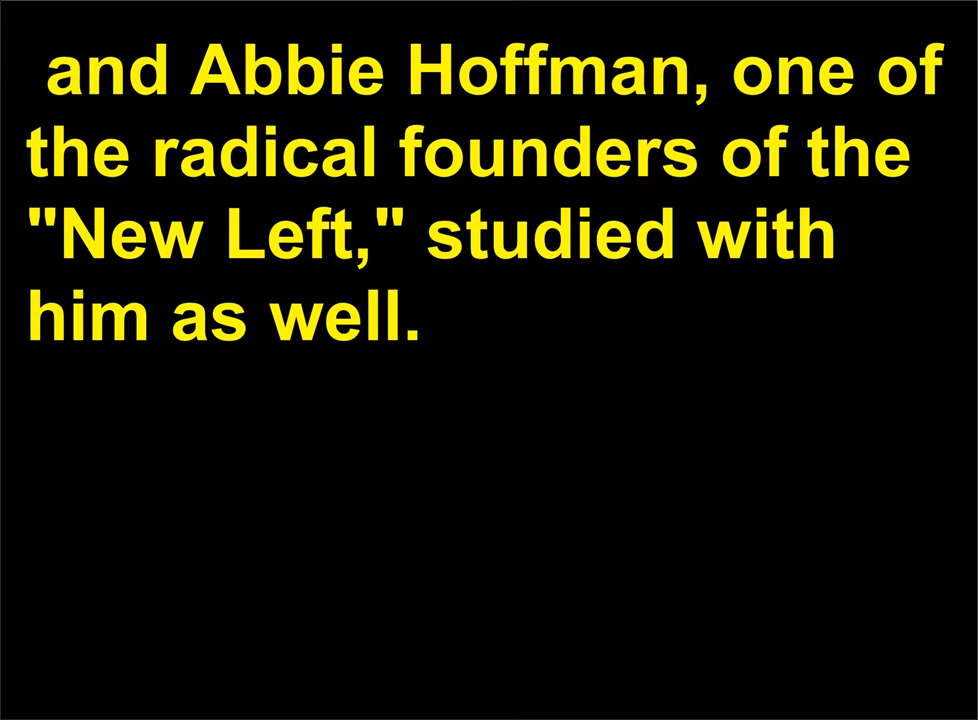 and Abbie Hoffman, one of
the radical founders of the
"New Left," studied with
him as well.